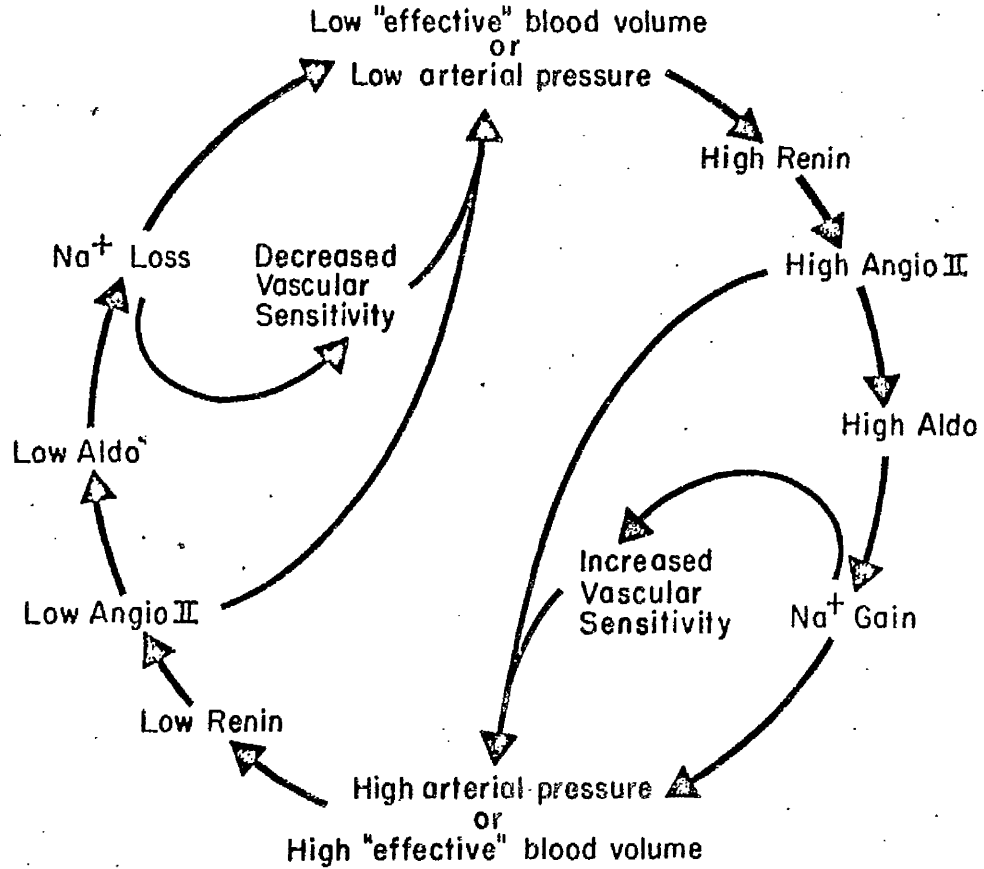 Low "effective" blood volume
or
Low arterial pressure
High Renin
High Angio II
High Aldo
Na+ Gain
Increased
Vascular
Sensitivity
High arterial pressure
or
High "effective" blood volume
Low Renin
Low Angio II
Low Aldo
Na+ Loss
Decreased
Vascular
Sensitivity